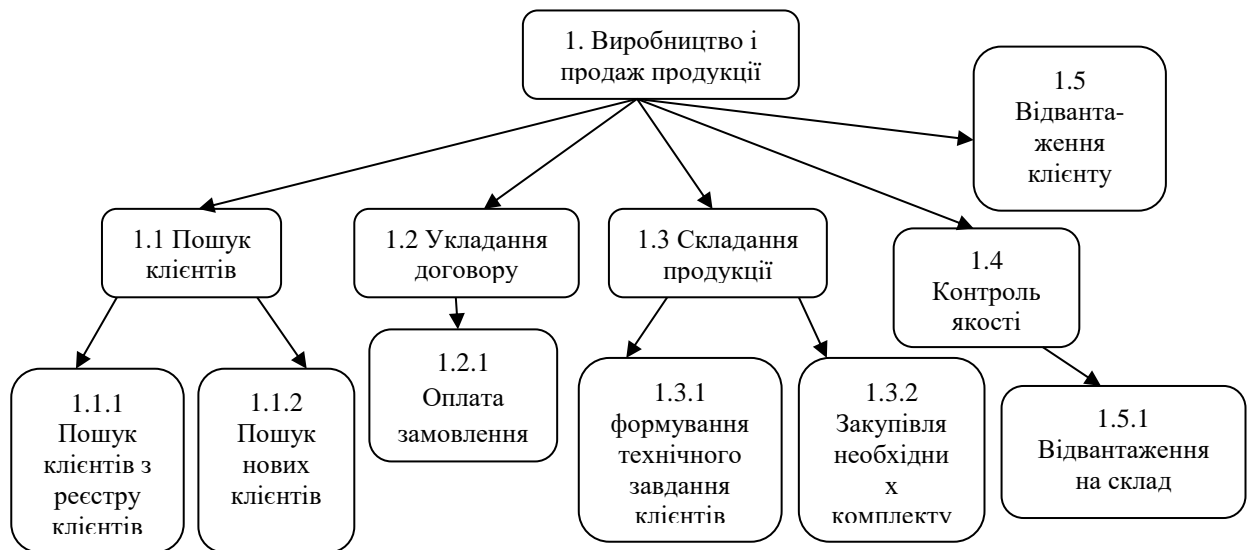 1. Виробництво і
продаж продукції
1.5
Відванта-
ження
клієнту
1.1 Пошук
клієнтів
1.2 Укладання
договору
1.3 Складання
продукції
1.4
Контроль
якості
1.1.1
Пошук
клієнтів з
реєстру
клієнтів
1.1.2
Пошук
нових
клієнтів
1.2.1
Оплата
замовлення
1.3.1
формування
технічного
завдання
клієнтів
1.3.2
Закупівля
необхідни
х
комплекту
1.5.1
Відвантаження
на склад